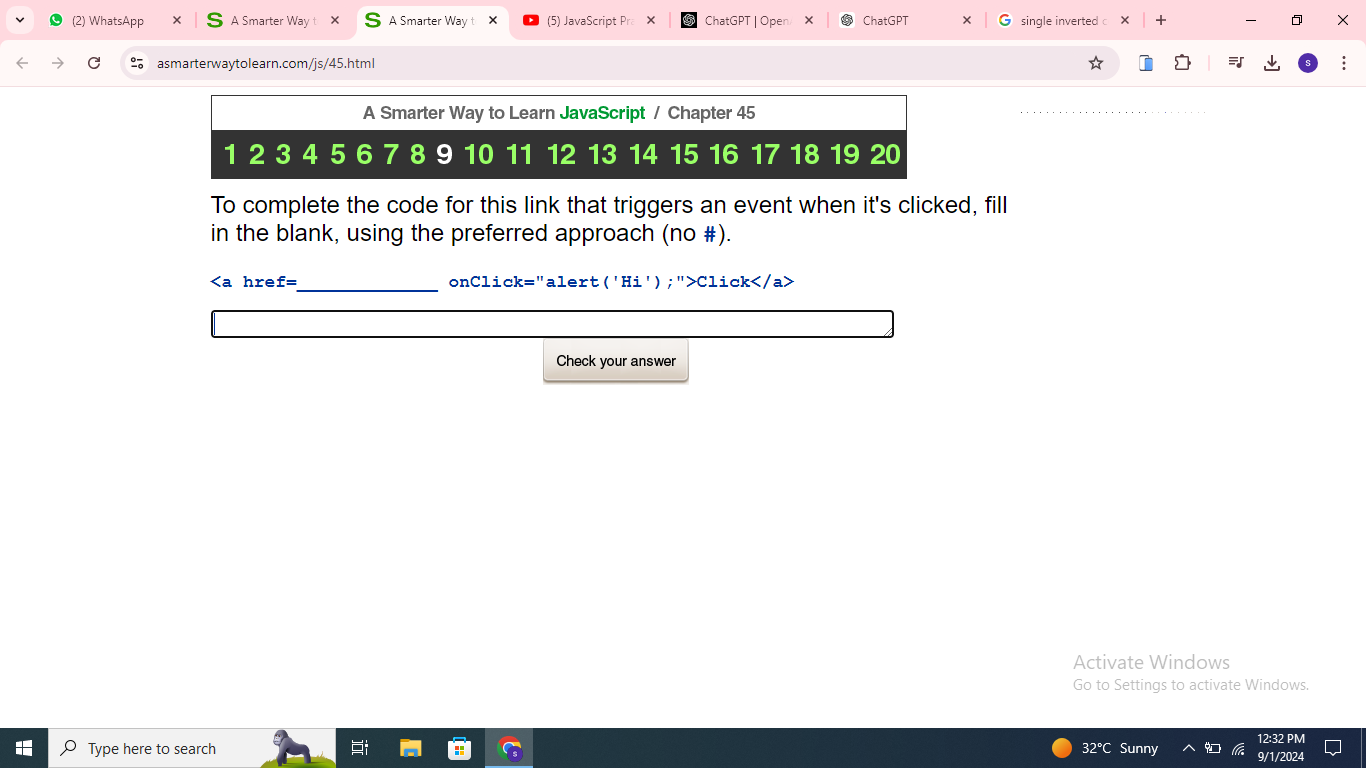 (2) WhatsApp
A Smarter Way t
A Smarter Way t
(5) JavaScript Pra
ChatGPT | Open
ChatGPT
single inverted c
asmarterwaytolearn.com/js/45.html
s
A Smarter Way to Learn JavaScript / Chapter 45
1 2 3 4 5 6 7 8 9 10 11 12 13 14 15 16 17 18 19 20
To complete the code for this link that triggers an event when it's clicked, fill
in the blank, using the preferred approach (no #).
<a href=_____________ onClick="alert('Hi');">Click</a>
Check your answer
Activate Windows
Go to Settings to activate Windows.
Type here to search
s
32°C Sunny
12:32 PM
9/1/2024